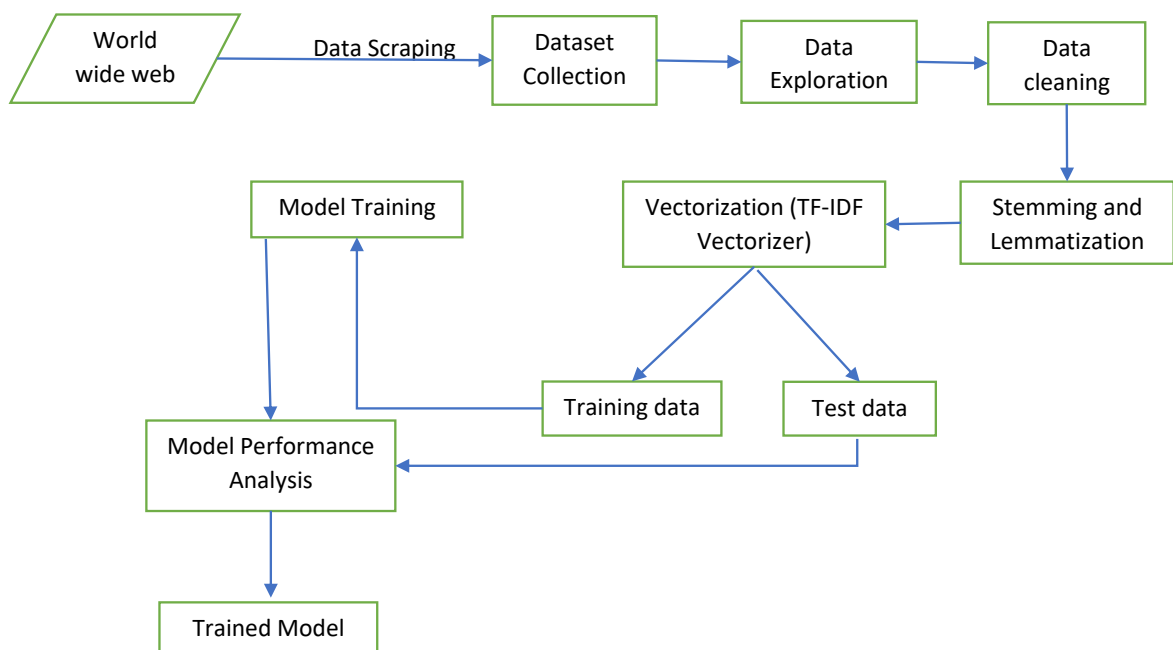 World
wide web
Data Scraping
Dataset
Collection
Data
Exploration
Data
cleaning
Model Training
Vectorization (TF-IDF
Vectorizer)
Stemming and
Lemmatization
Training data
Test data
Model Performance
Analysis
Trained Model